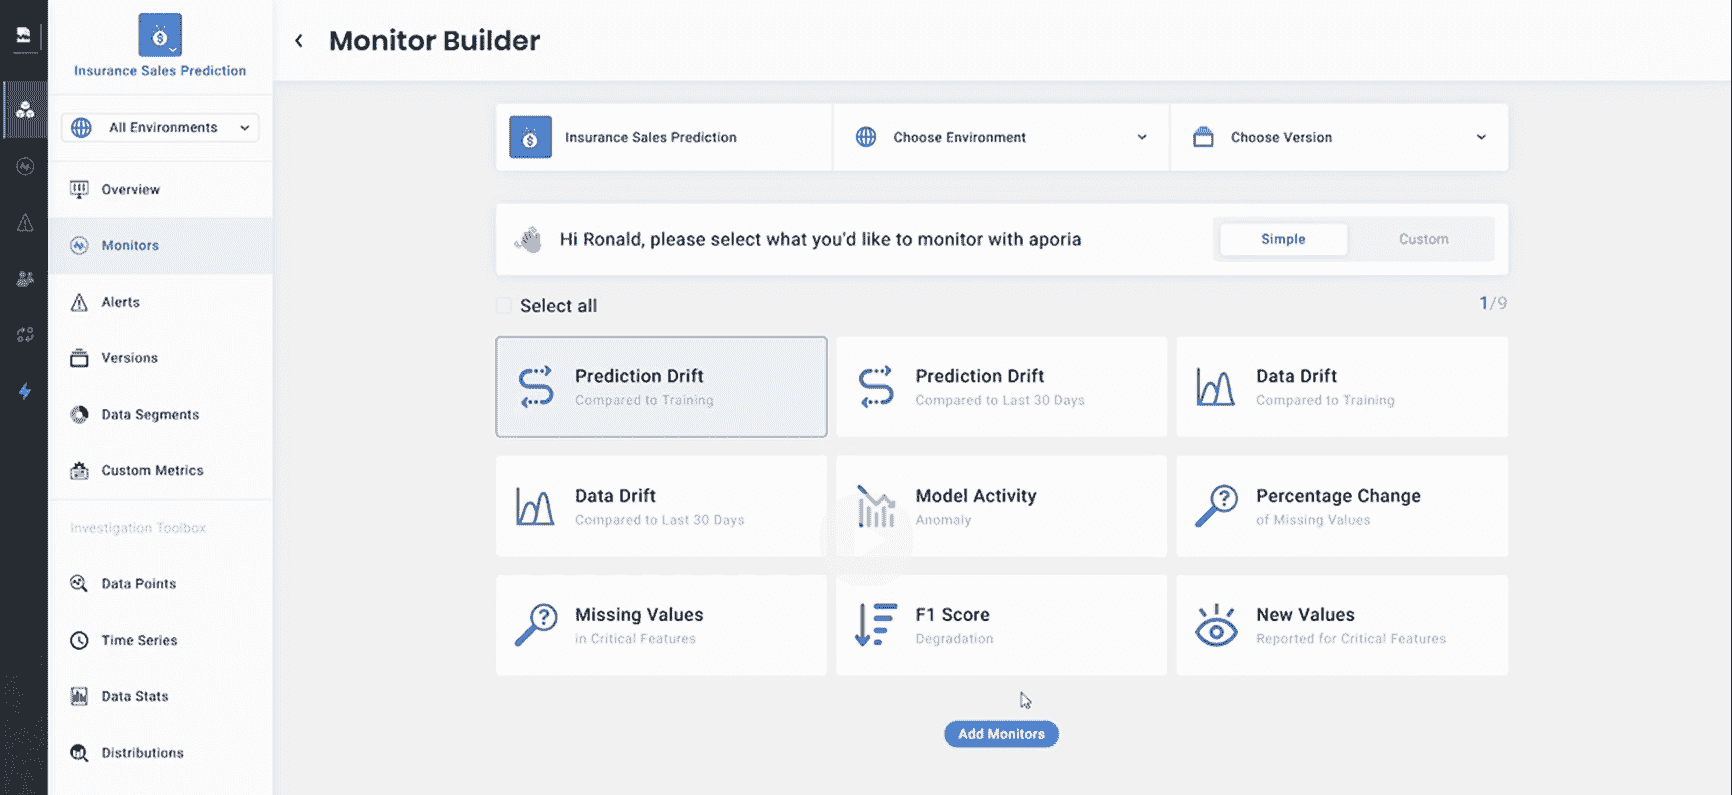 Insurance Sales Prediction
All Environments
Overview
Monitors
Alerts
Versions
Data Segments
Custom Metrics
Investigation Toolbox
Data Points
Time Series
Data Stats
Distributions
Monitor Builder
Insurance Sales Prediction
Choose Environment
Choose Version
Hi Ronald, please select what you'd like to monitor with aporia
Simple
Custom
Select all
1/9
Prediction Drift
Compared to Training
Prediction Drift
Compared to Last 30 Days
Data Drift
Compared to Training
Data Drift
Compared to Last 30 Days
Model Activity
Anomaly
Percentage Change
of Missing Values
Missing Values
in Critical Features
F1 Score
Degradation
New Values
Reported for Critical Features
Add Monitors